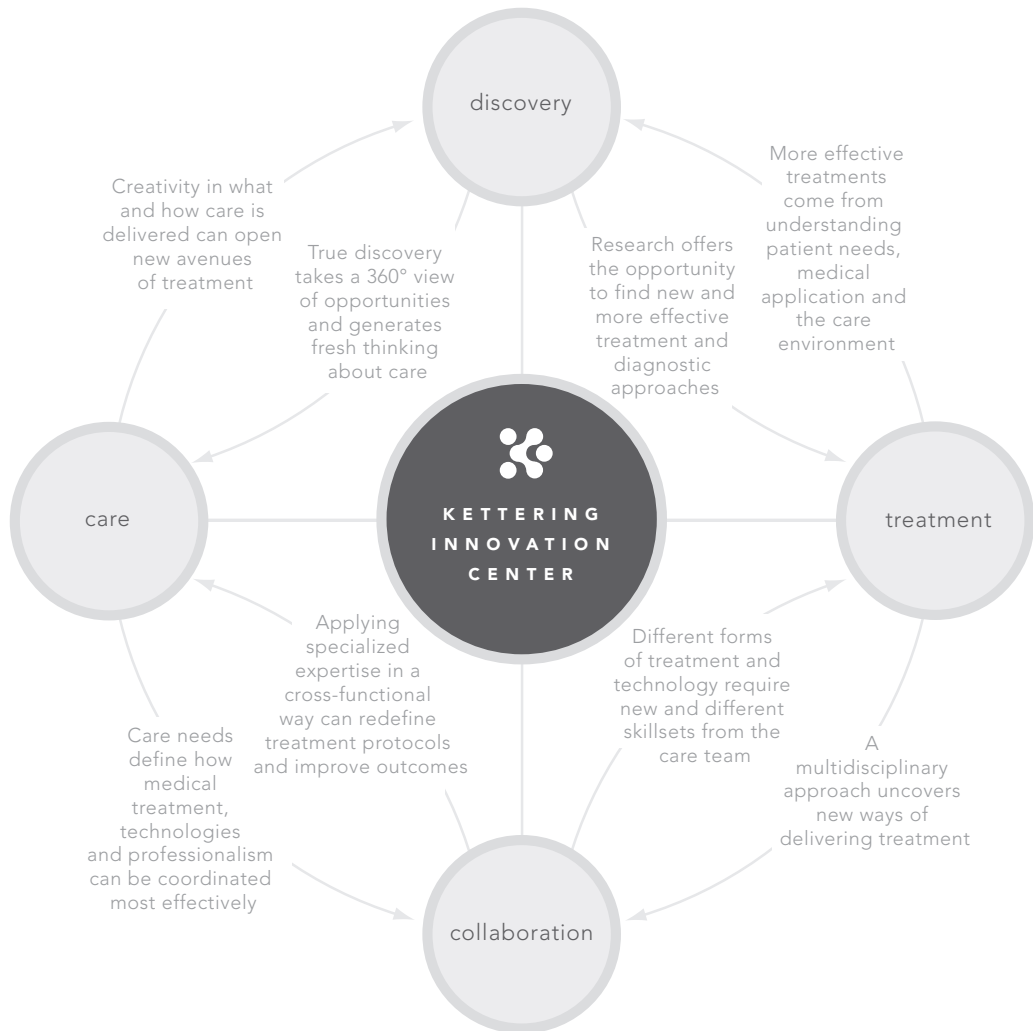 discovery
Creativity in what
and how care is
delivered can open
new avenues
of treatment
True discovery
takes a 360° view
of opportunities
and generates
fresh thinking
about care
Research offers
the opportunity
to find new and
more effective
treatment and
diagnostic
approaches
More effective
treatments
come from
understanding
patient needs,
medical
application and
the care
environment
care
KETTERING
INNOVATION
CENTER
treatment
Care needs
define how
medical
treatment,
technologies
and professionalism
can be coordinated
most effectively
Applying
specialized
expertise in a
cross-functional
way can redefine
treatment protocols
and improve outcomes
Different forms
of treatment and
technology require
new and different
skillsets from the
care team
A
multidisciplinary
approach uncovers
new ways of
delivering treatment
collaboration